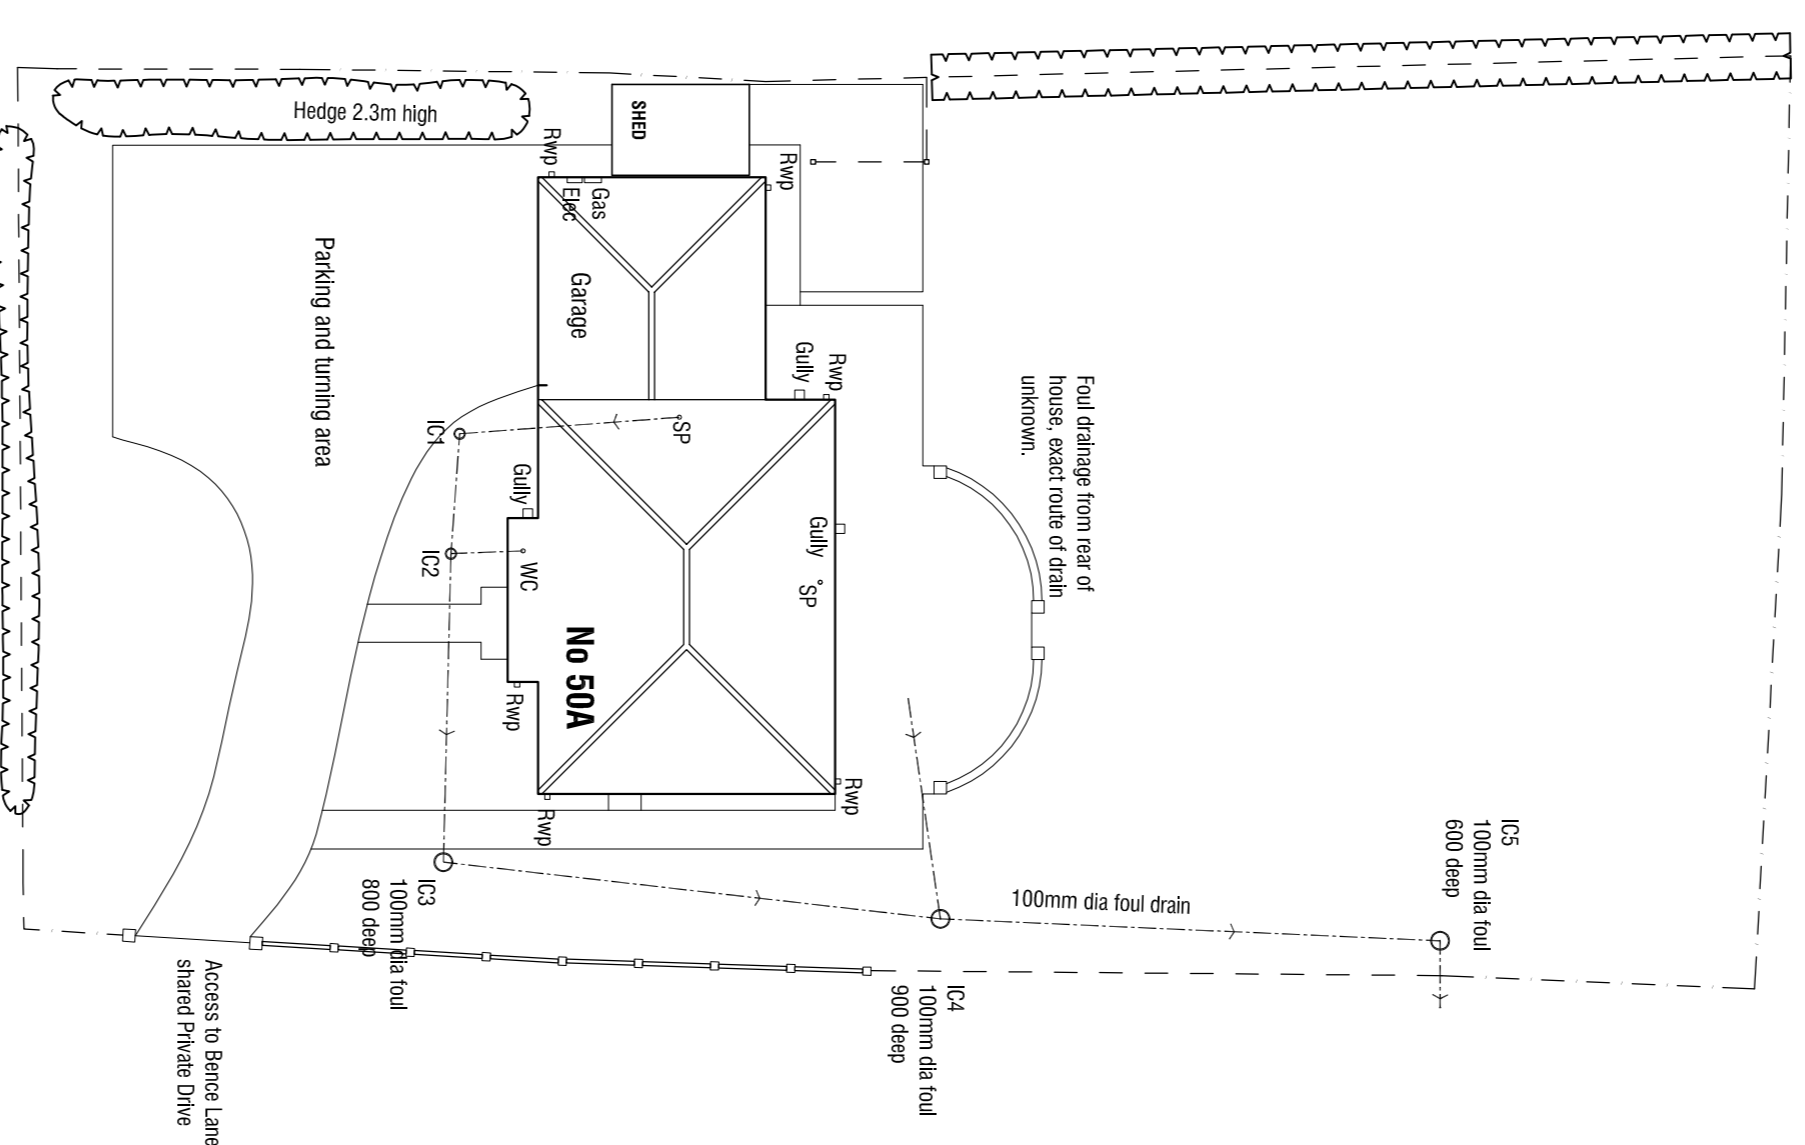 Hedge 2.3m high
SHED
Rwp
Rwp
Elec
Gas
Garage
Parking and turning area
Gully
Rwp
Foul drainage from rear of
house, exact route of drain
unknown.
IC1
SP
Gully
Gully
IC2
WC
SP
No 50A
Rwp
Rwp
Rwp
IC3
100mm dia foul
800 deep
100mm dia foul drain
IC5
100mm dia foul
600 deep
IC4
100mm dia foul
900 deep
Access to Bence Lane
shared Private Drive